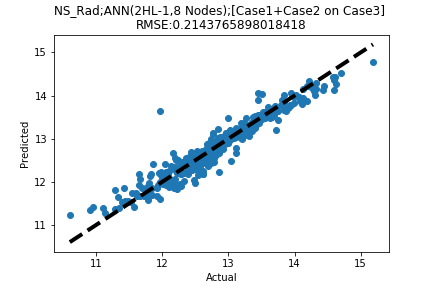 NS_Rad;ANN(2HL-1,8 Nodes);[Case1+Case2 on Case3]
RMSE:0.2143765898018418
15
14
13
12
11
Predicted
11
12
13
14
15
Actual